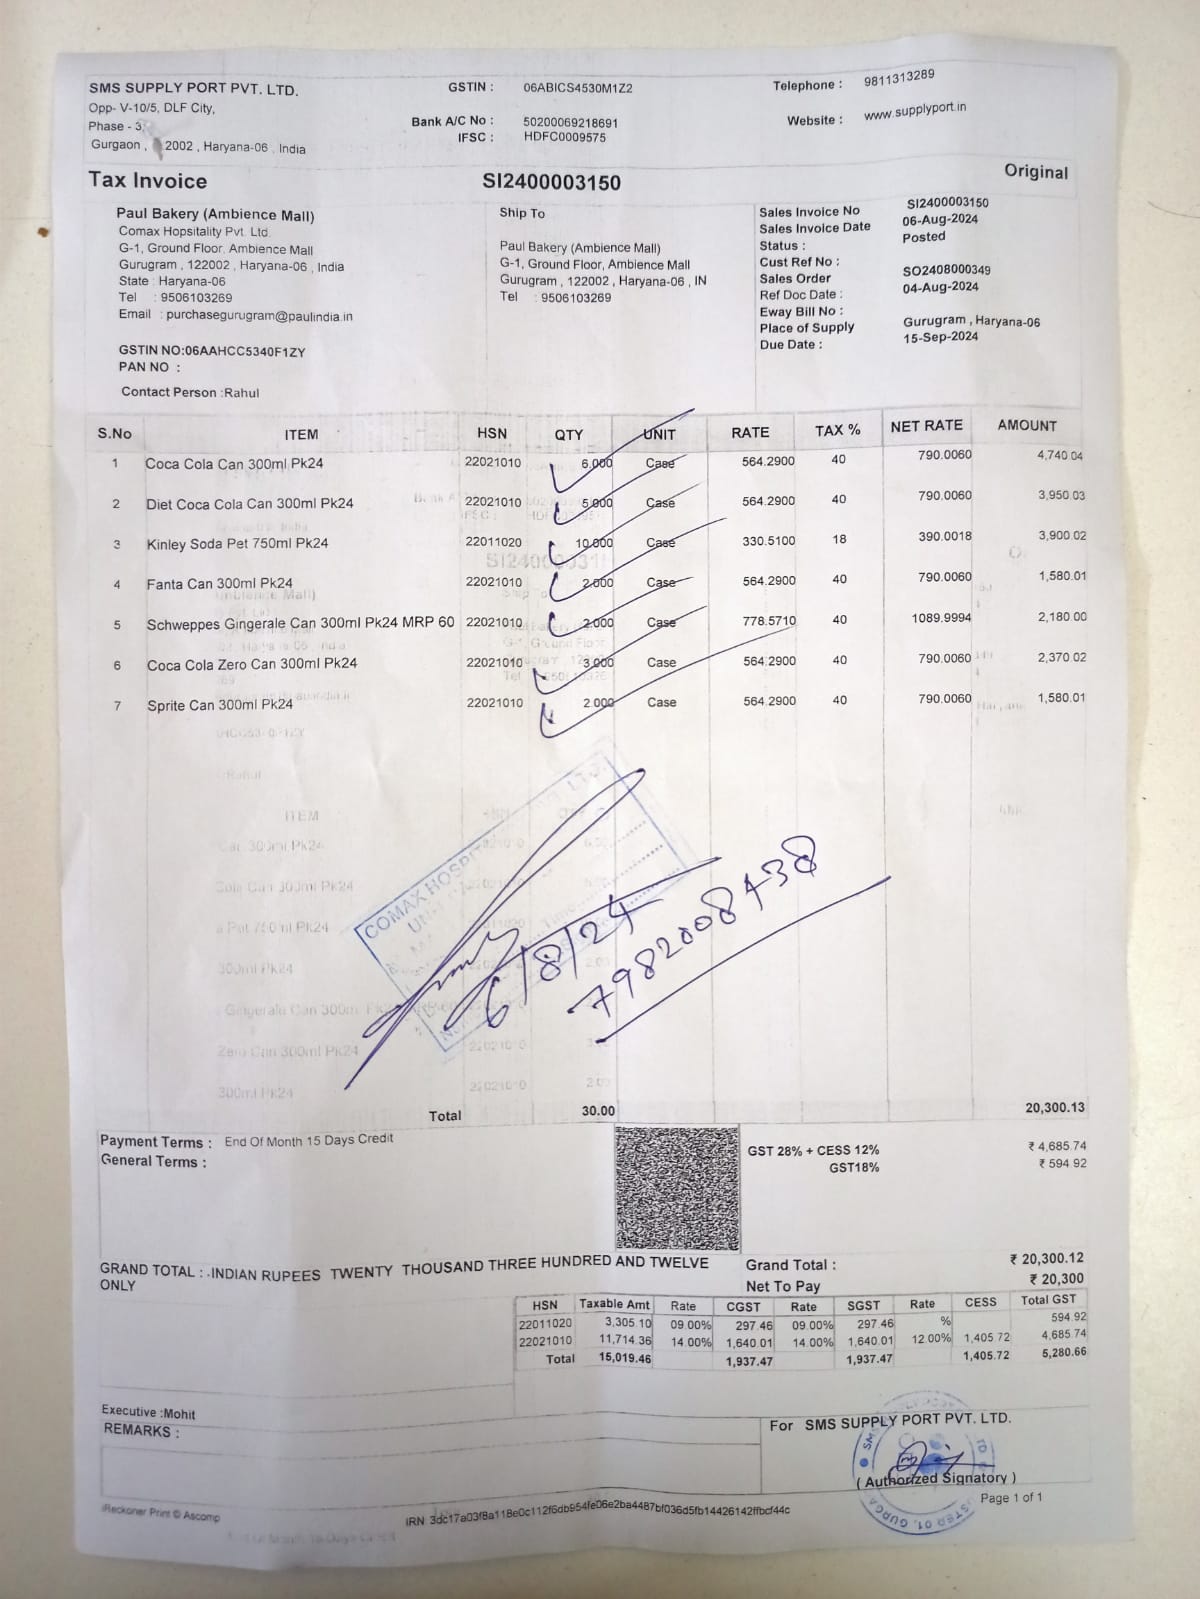 SMS SUPPLY PORT PVT. LTD.
Opp- V-10/5, DLF City,
Phase - 3,
Gurgaon , 2002 , Haryana-06 , India
GSTIN : 06ABICS4530M1Z2
Bank A/C No : 50200069218691
IFSC : HDFC0009575
Telephone : 9811313289
Website : www.supplyport.in
Tax Invoice SI2400003150 Original
Paul Bakery (Ambience Mall)
Comax Hopsitality Pvt. Ltd.
G-1, Ground Floor, Ambience Mall
Gurugram , 122002 , Haryana-06 , India
State : Haryana-06
Tel : 9506103269
Email : purchasegurugram@paulindia.in
GSTIN NO:06AAHCC5340F1ZY
PAN NO :
Contact Person :Rahul
Ship To
Paul Bakery (Ambience Mall)
G-1, Ground Floor, Ambience Mall
Gurugram , 122002 , Haryana-06 , IN
Tel : 9506103269
Sales Invoice No SI2400003150
Sales Invoice Date 06-Aug-2024
Status : Posted
Cust Ref No :
Sales Order SO2408000349
Ref Doc Date : 04-Aug-2024
Eway Bill No :
Place of Supply Gurugram , Haryana-06
Due Date : 15-Sep-2024
S.No ITEM HSN QTY UNIT RATE TAX % NET RATE AMOUNT
1 Coca Cola Can 300ml Pk24 22021010 6.000 Case 564.2900 40 790.0060 4,740.04
2 Diet Coca Cola Can 300ml Pk24 22021010 5.000 Case 564.2900 40 790.0060 3,950.03
3 Kinley Soda Pet 750ml Pk24 22011020 10.000 Case 330.5100 18 390.0018 3,900.02
4 Fanta Can 300ml Pk24 22021010 2.000 Case 564.2900 40 790.0060 1,580.01
5 Schweppes Gingerale Can 300ml Pk24 MRP 60 22021010 2.000 Case 778.5710 40 1089.9994 2,180.00
6 Coca Cola Zero Can 300ml Pk24 22021010 3.000 Case 564.2900 40 790.0060 2,370.02
7 Sprite Can 300ml Pk24 22021010 2.000 Case 564.2900 40 790.0060 1,580.01
COMAX HOSPI
6/8/24
7982008438
Total 30.00 20,300.13
Payment Terms : End Of Month 15 Days Credit
General Terms :
GST 28% + CESS 12% ₹ 4,685.74
GST18% ₹ 594.92
GRAND TOTAL : .INDIAN RUPEES TWENTY THOUSAND THREE HUNDRED AND TWELVE
ONLY
Grand Total : ₹ 20,300.12
Net To Pay ₹ 20,300
HSN Taxable Amt Rate CGST Rate SGST Rate CESS Total GST
22011020 3,305.10 09.00% 297.46 09.00% 297.46 % 594.92
22021010 11,714.36 14.00% 1,640.01 14.00% 1,640.01 12.00% 1,405.72 4,685.74
Total 15,019.46 1,937.47 1,937.47 1,405.72 5,280.66
Executive :Mohit
REMARKS :
For SMS SUPPLY PORT PVT. LTD.
( Authorized Signatory )
Page 1 of 1
iReckoner Print © Ascomp
IRN 3dc17a03f8a118e0c112f6db954fe06e2ba4487bf036d5fb14426142ffbcf44c